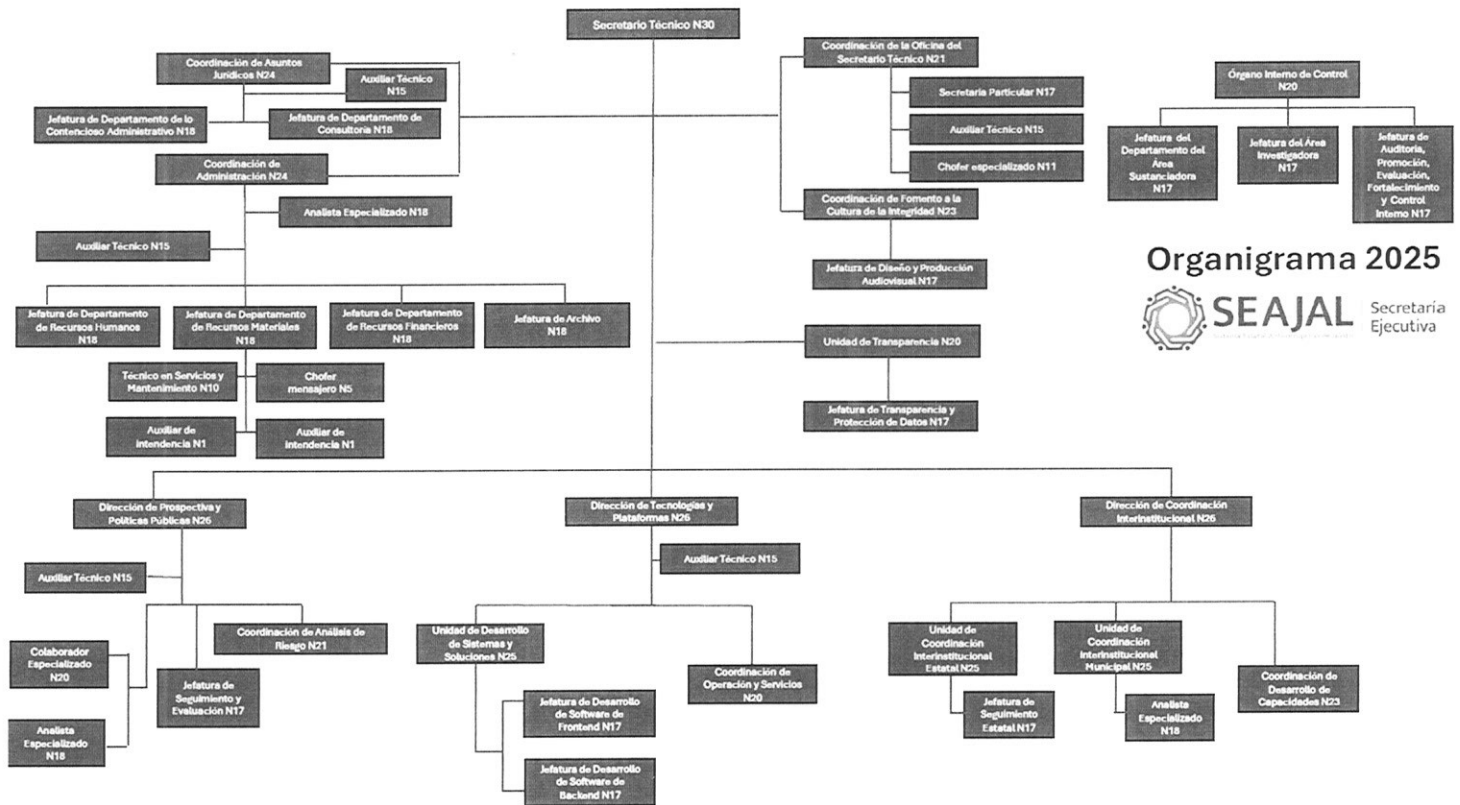 Secretario Técnico N30
Coordinación de Asuntos
Jurídicos N24
Auxiliar Técnico
N15
Jefatura de Departamento de lo
Contencioso Administrativo N18
Jefatura de Departamento de
Consultoría N18
Coordinación de
Administración N24
Analista Especializado N18
Auxiliar Técnico N15
Jefatura de Departamento
de Recursos Humanos
N18
Jefatura de Departamento
de Recursos Materiales
N18
Jefatura de Departamento
de Recursos Financieros
N18
Jefatura de Archivo
N18
Técnico en Servicios y
Mantenimiento N10
Chofer
mensajero N5
Auxiliar de
intendencia N1
Auxiliar de
intendencia N1
Coordinación de la Oficina del
Secretario Técnico N21
Secretaria Particular N17
Auxiliar Técnico N15
Chofer especializado N11
Coordinación de Fomento a la
Cultura de la Integridad N23
Jefatura de Diseño y Producción
Audiovisual N17
Unidad de Transparencia N20
Jefatura de Transparencia y
Protección de Datos N17
Órgano Interno de Control
N20
Jefatura del
Departamento del
Área
Sustanciadora
N17
Jefatura del Área
Investigadora
N17
Jefatura de
Auditoría,
Promoción,
Evaluación,
Fortalecimiento
y Control
Interno N17
Organigrama 2025
SEAJAL
Secretaría
Ejecutiva
Dirección de Prospectiva y
Políticas Públicas N26
Auxiliar Técnico N15
Colaborador
Especializado
N20
Analista
Especializado
N18
Jefatura de
Seguimiento y
Evaluación N17
Coordinación de Análisis de
Riesgo N21
Dirección de Tecnologías y
Plataformas N26
Auxiliar Técnico N15
Unidad de Desarrollo
de Sistemas y
Soluciones N25
Jefatura de Desarrollo
de Software de
Frontend N17
Jefatura de Desarrollo
de Software de
Backend N17
Coordinación de
Operación y Servicios
N20
Dirección de Coordinación
Interinstitucional N26
Unidad de
Coordinación
Interinstitucional
Estatal N25
Jefatura de
Seguimiento
Estatal N17
Unidad de
Coordinación
Interinstitucional
Municipal N25
Analista
Especializado
N18
Coordinación de
Desarrollo de
Capacidades N23